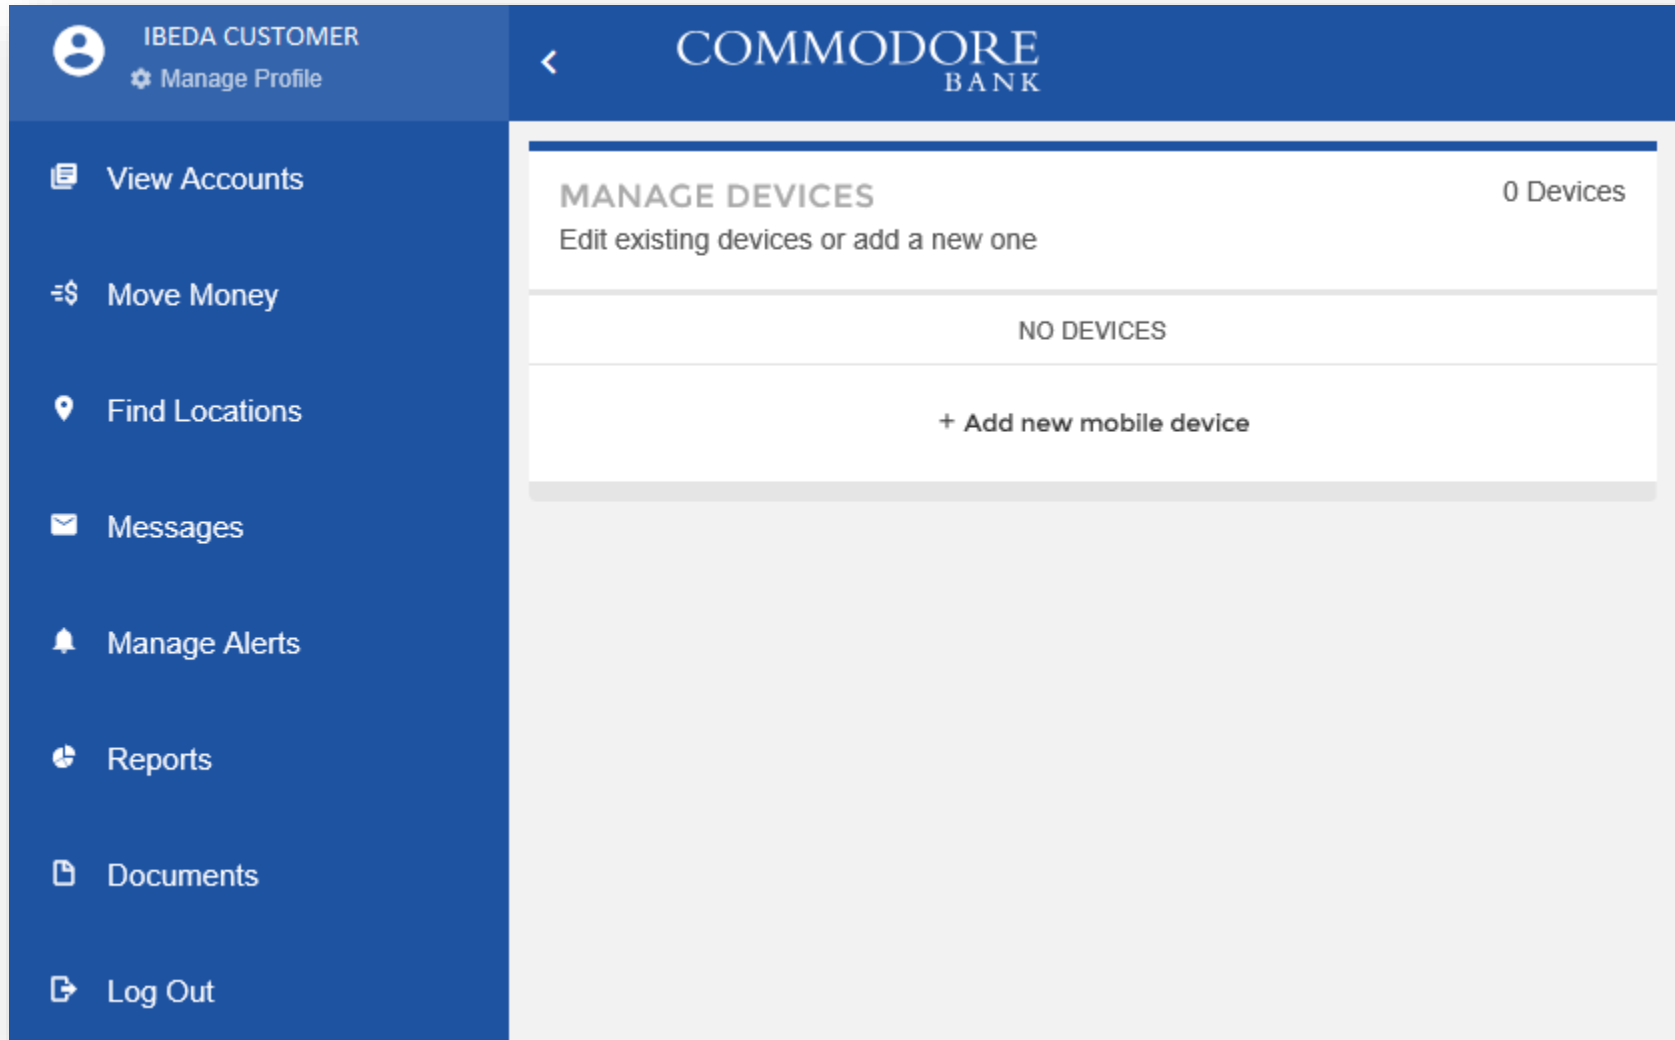 IBEDA CUSTOMER
Manage Profile
COMMODORE
BANK
View Accounts
Move Money
Find Locations
Messages
Manage Alerts
Reports
Documents
Log Out
MANAGE DEVICES
0 Devices
Edit existing devices or add a new one
NO DEVICES
+ Add new mobile device